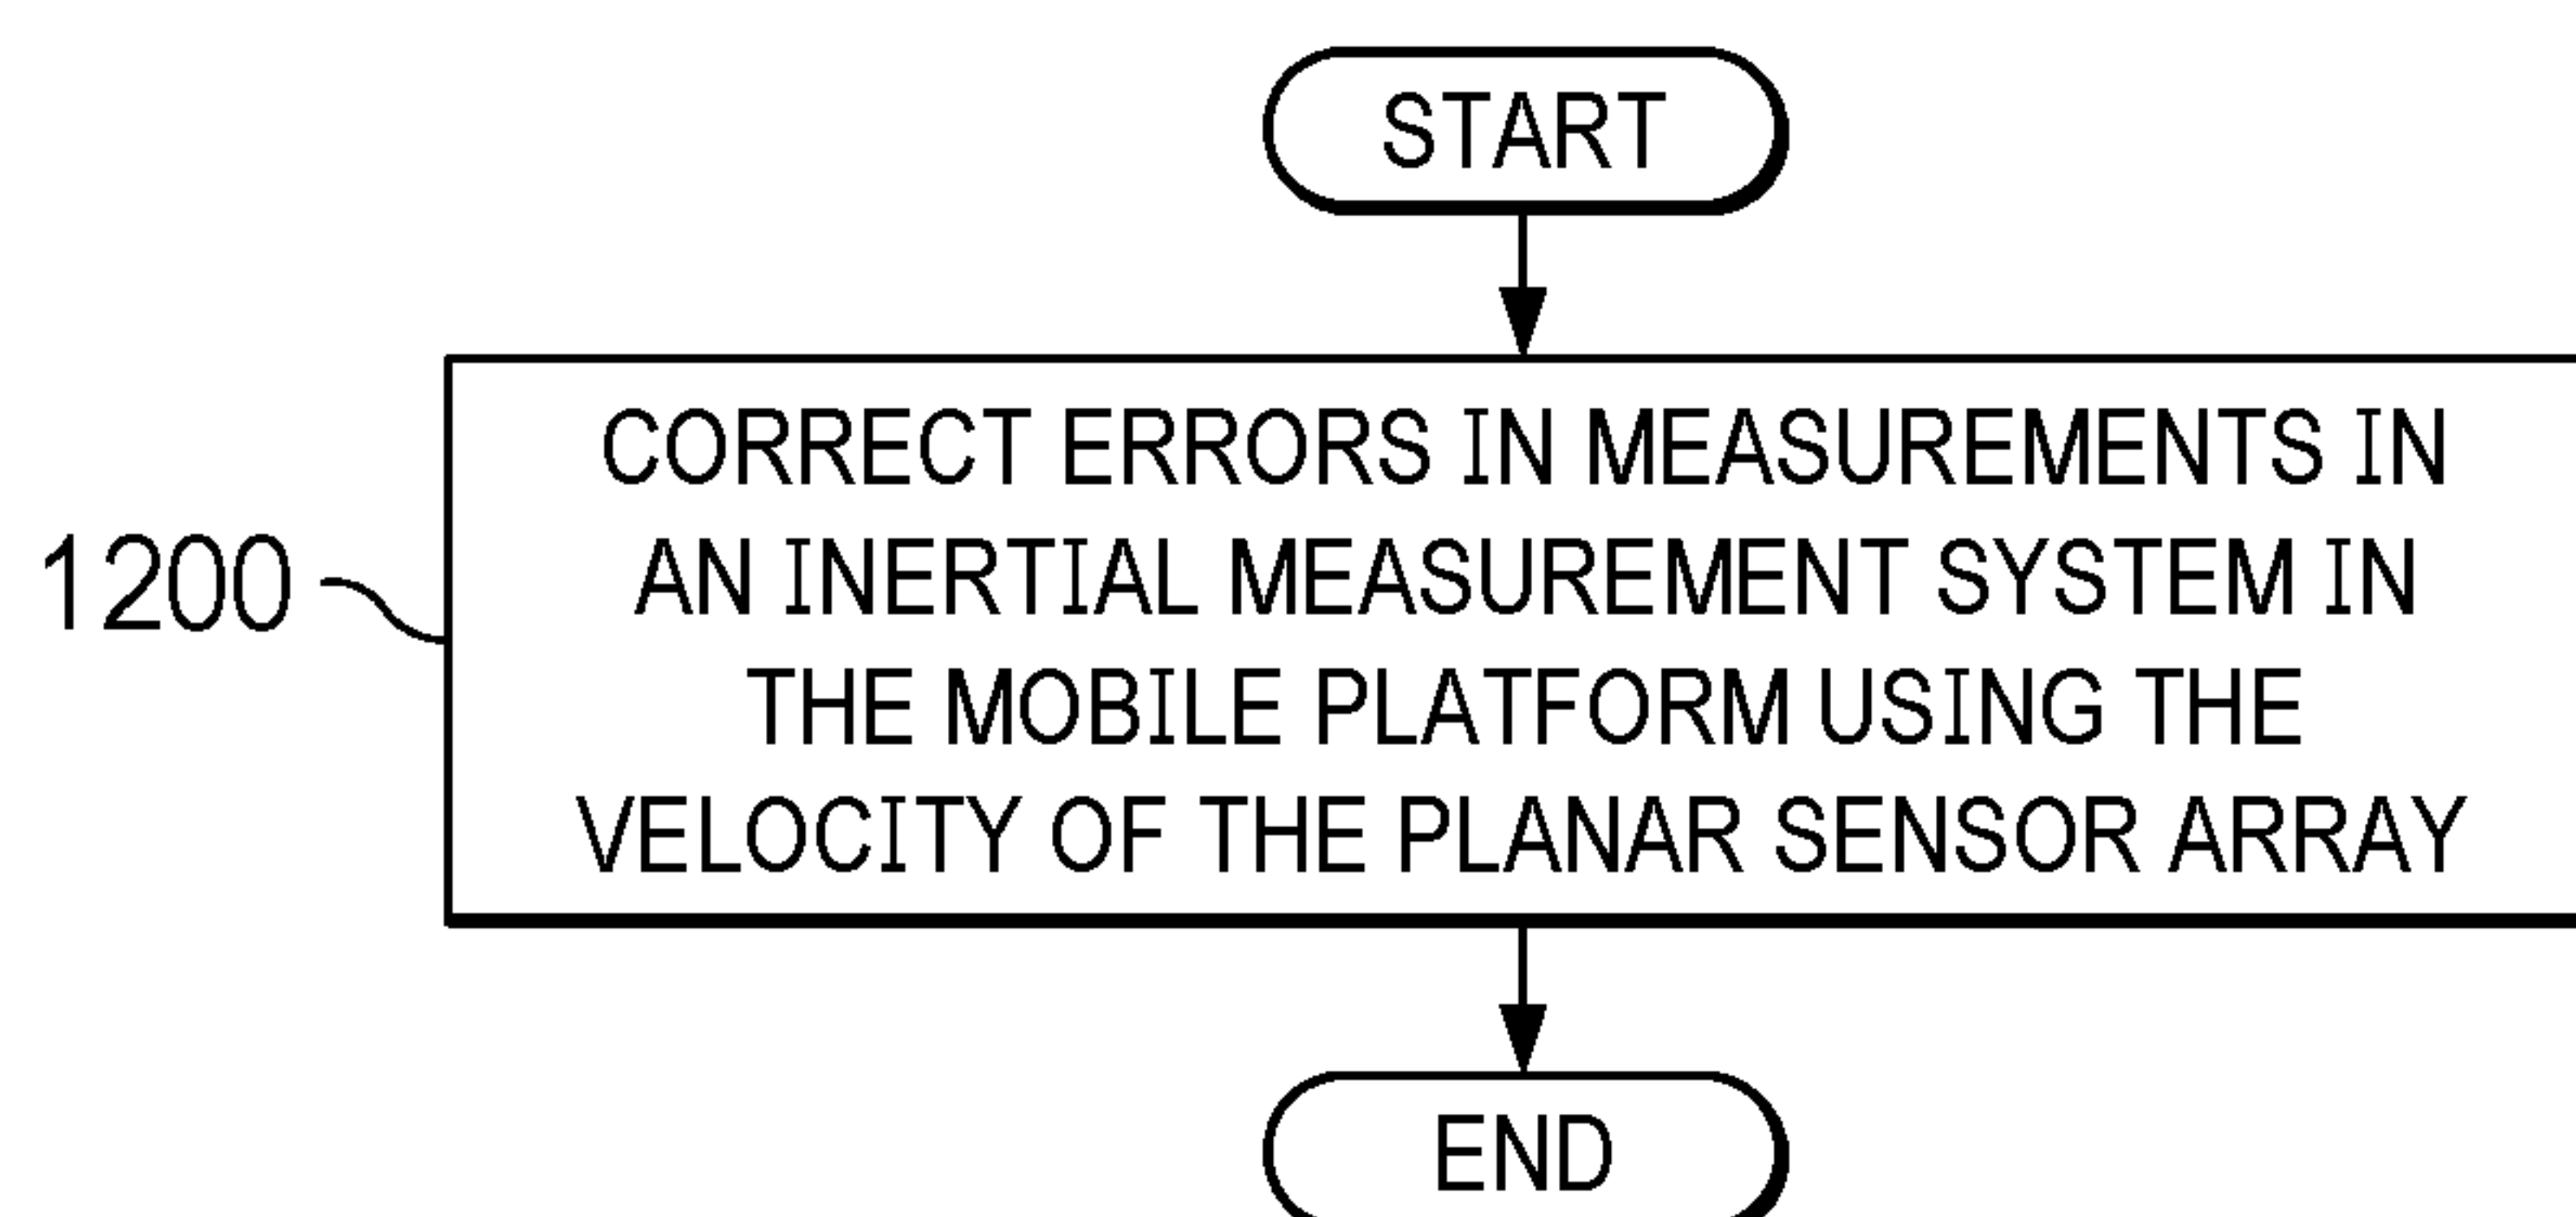 START
CORRECT ERRORS IN MEASUREMENTS IN
AN INERTIAL MEASUREMENT SYSTEM IN
THE MOBILE PLATFORM USING THE
VELOCITY OF THE PLANAR SENSOR ARRAY
1200
END